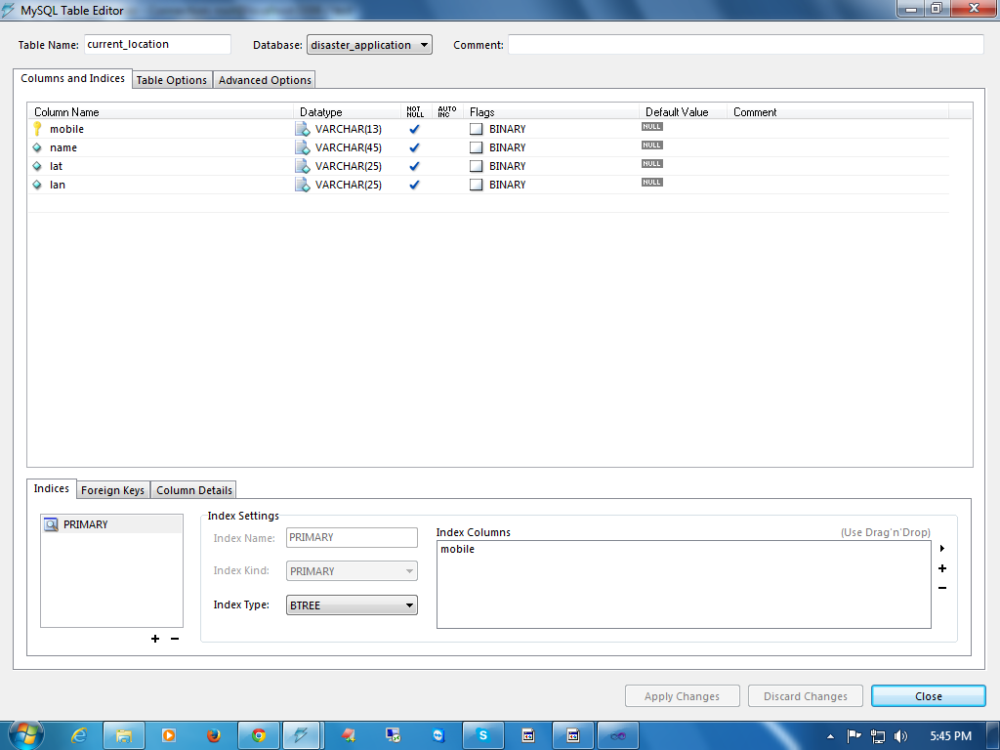 MySQL Table Editor
Table Name: current_location Database: disaster_application Comment:
Columns and Indices Table Options Advanced Options
Column Name Datatype NOT NULL AUTO INC Flags Default Value Comment
mobile VARCHAR(13) BINARY NULL
name VARCHAR(45) BINARY NULL
lat VARCHAR(25) BINARY NULL
lan VARCHAR(25) BINARY NULL
Indices Foreign Keys Column Details
PRIMARY
Index Settings
Index Name: PRIMARY
Index Kind: PRIMARY
Index Type: BTREE
Index Columns (Use Drag'n'Drop)
mobile
Apply Changes Discard Changes Close
5:45 PM